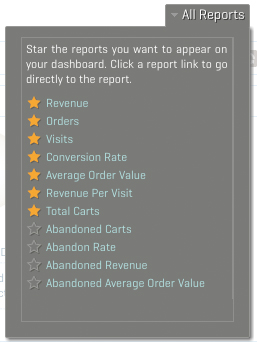 All Reports
Star the reports you want to appear on
your dashboard. Click a report link to go
directly to the report.
Revenue
Orders
Visits
Conversion Rate
Average Order Value
Revenue Per Visit
Total Carts
Abandoned Carts
Abandon Rate
Abandoned Revenue
Abandoned Average Order Value